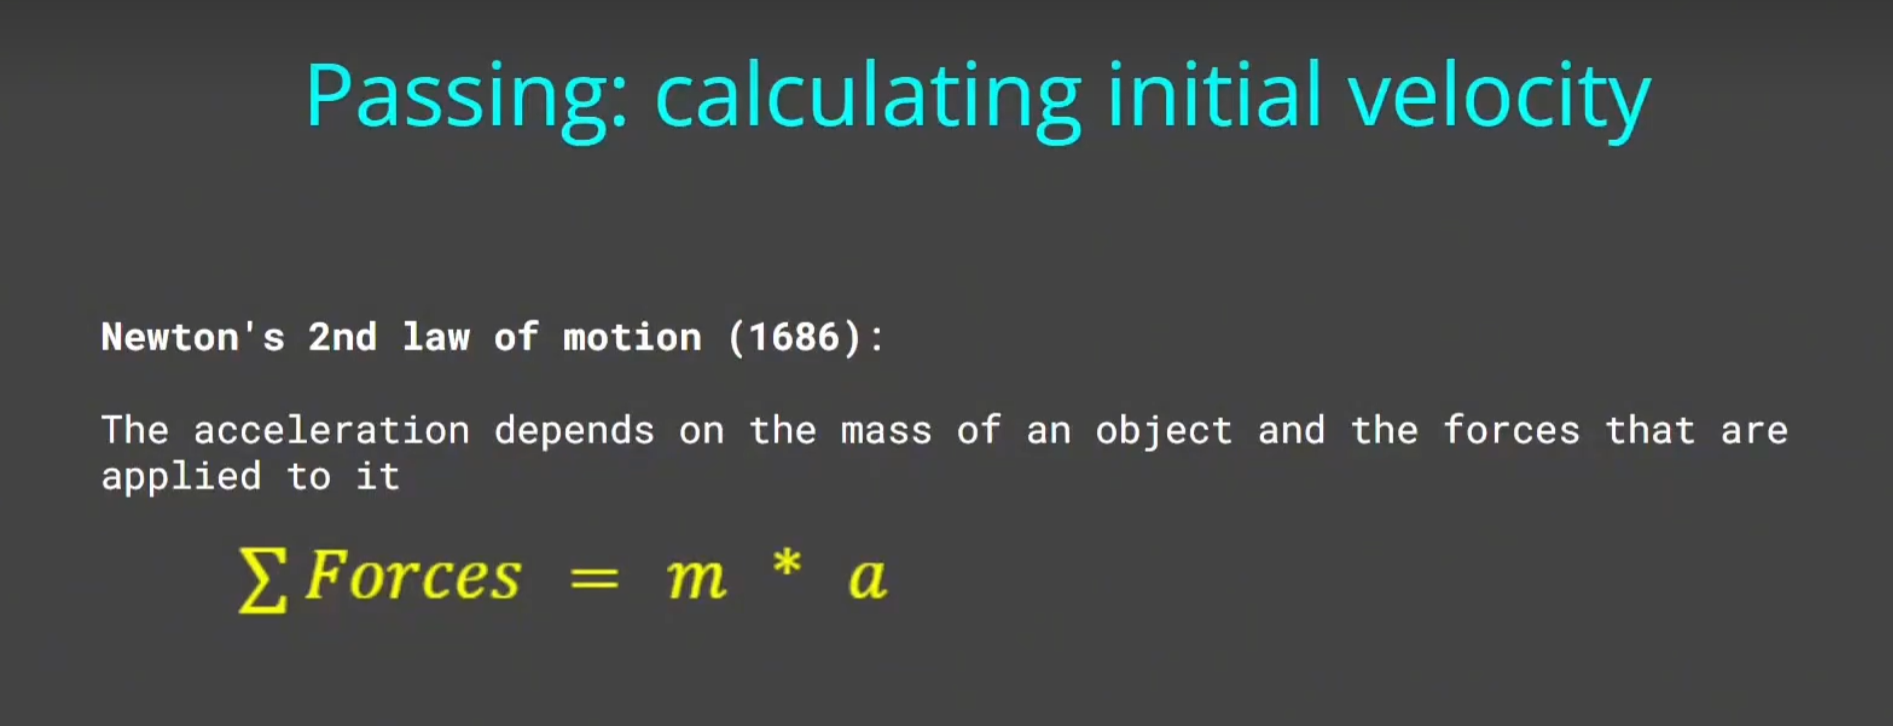 Passing: calculating initial velocity
Newton's 2nd law of motion (1686):
The acceleration depends on the mass of an object and the forces that are
applied to it
∑ Forces = m * a